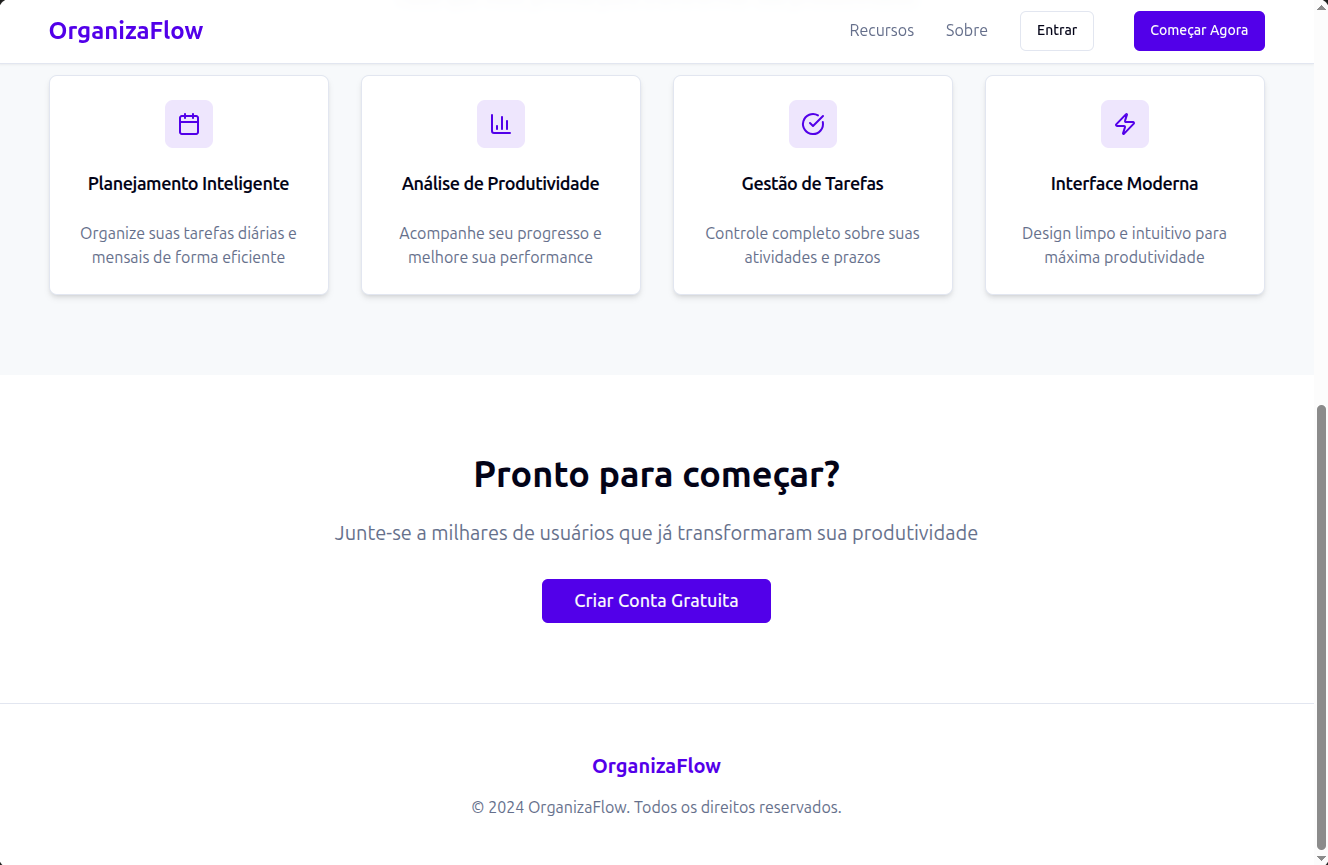 OrganizaFlow
Recursos
Sobre
Entrar
Começar Agora
Planejamento Inteligente
Organize suas tarefas diárias e
mensais de forma eficiente
Análise de Produtividade
Acompanhe seu progresso e
melhore sua performance
Gestão de Tarefas
Controle completo sobre suas
atividades e prazos
Interface Moderna
Design limpo e intuitivo para
máxima produtividade
Pronto para começar?
Junte-se a milhares de usuários que já transformaram sua produtividade
Criar Conta Gratuita
OrganizaFlow
© 2024 OrganizaFlow. Todos os direitos reservados.